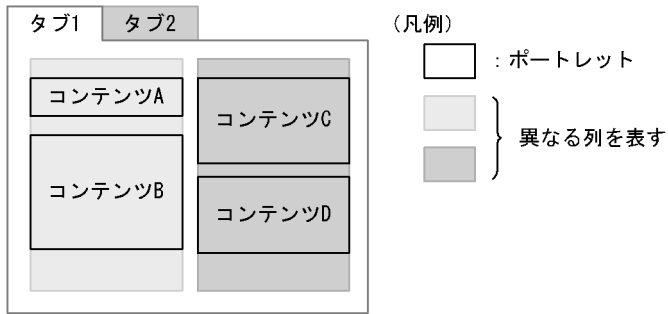 タブ1
タブ2
コンテンツA
コンテンツB
コンテンツC
コンテンツD
(凡例)
：ポートレット
異なる列を表す